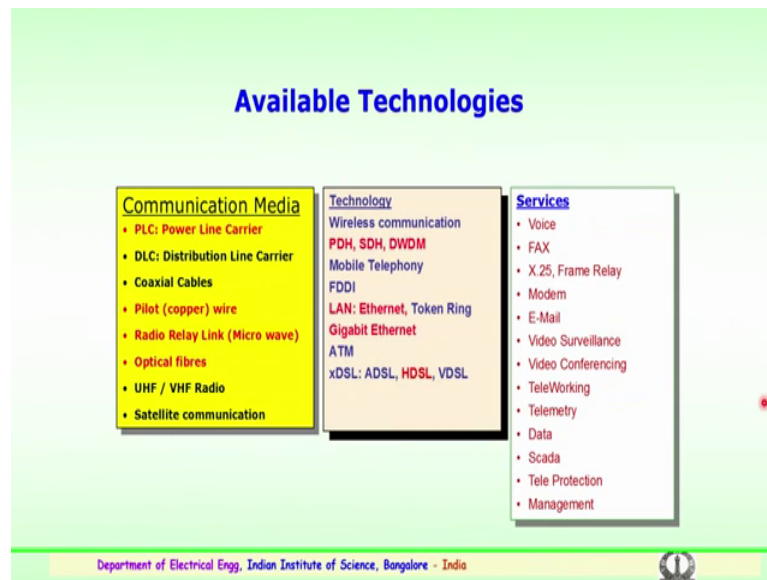 Available Technologies
Communication Media
• PLC: Power Line Carrier
• DLC: Distribution Line Carrier
• Coaxial Cables
• Pilot (copper) wire
• Radio Relay Link (Micro wave)
• Optical fibres
• UHF / VHF Radio
• Satellite communication
Technology
Wireless communication
PDH, SDH, DWDM
Mobile Telephony
FDDI
LAN: Ethernet, Token Ring
Gigabit Ethernet
ATM
xDSL: ADSL, HDSL, VDSL
Services
• Voice
• FAX
• X.25, Frame Relay
• Modem
• E-Mail
• Video Surveillance
• Video Conferencing
• TeleWorking
• Telemetry
• Data
• Scada
• Tele Protection
• Management
Department of Electrical Engg, Indian Institute of Science, Bangalore - India